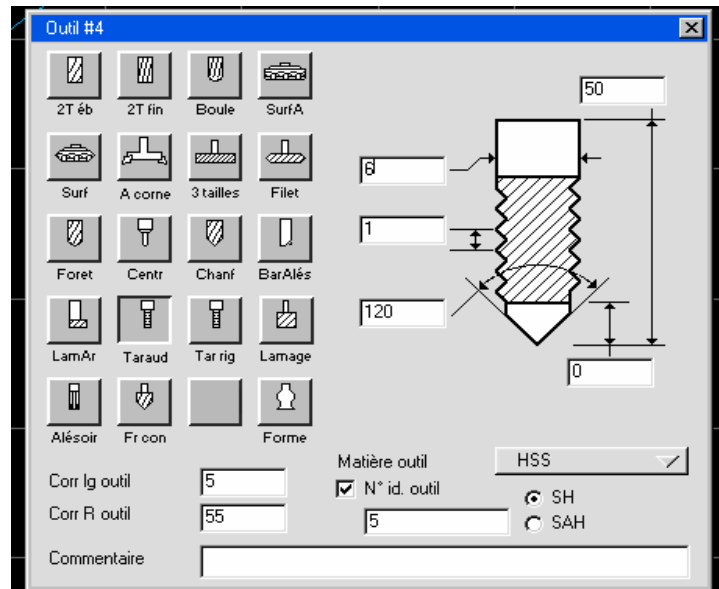 Outil #4
2T éb 2T fin Boule SurfA
Surf A corne 3 tailles Filet
Foret Centr Chanf BarAlés
LamAr Taraud Tar rig Lamage
Alésoir Fr con Forme
50
6
1
120
0
Corr lg outil 5
Corr R outil 55
Matière outil HSS
N° id. outil
5
SH
SAH
Commentaire